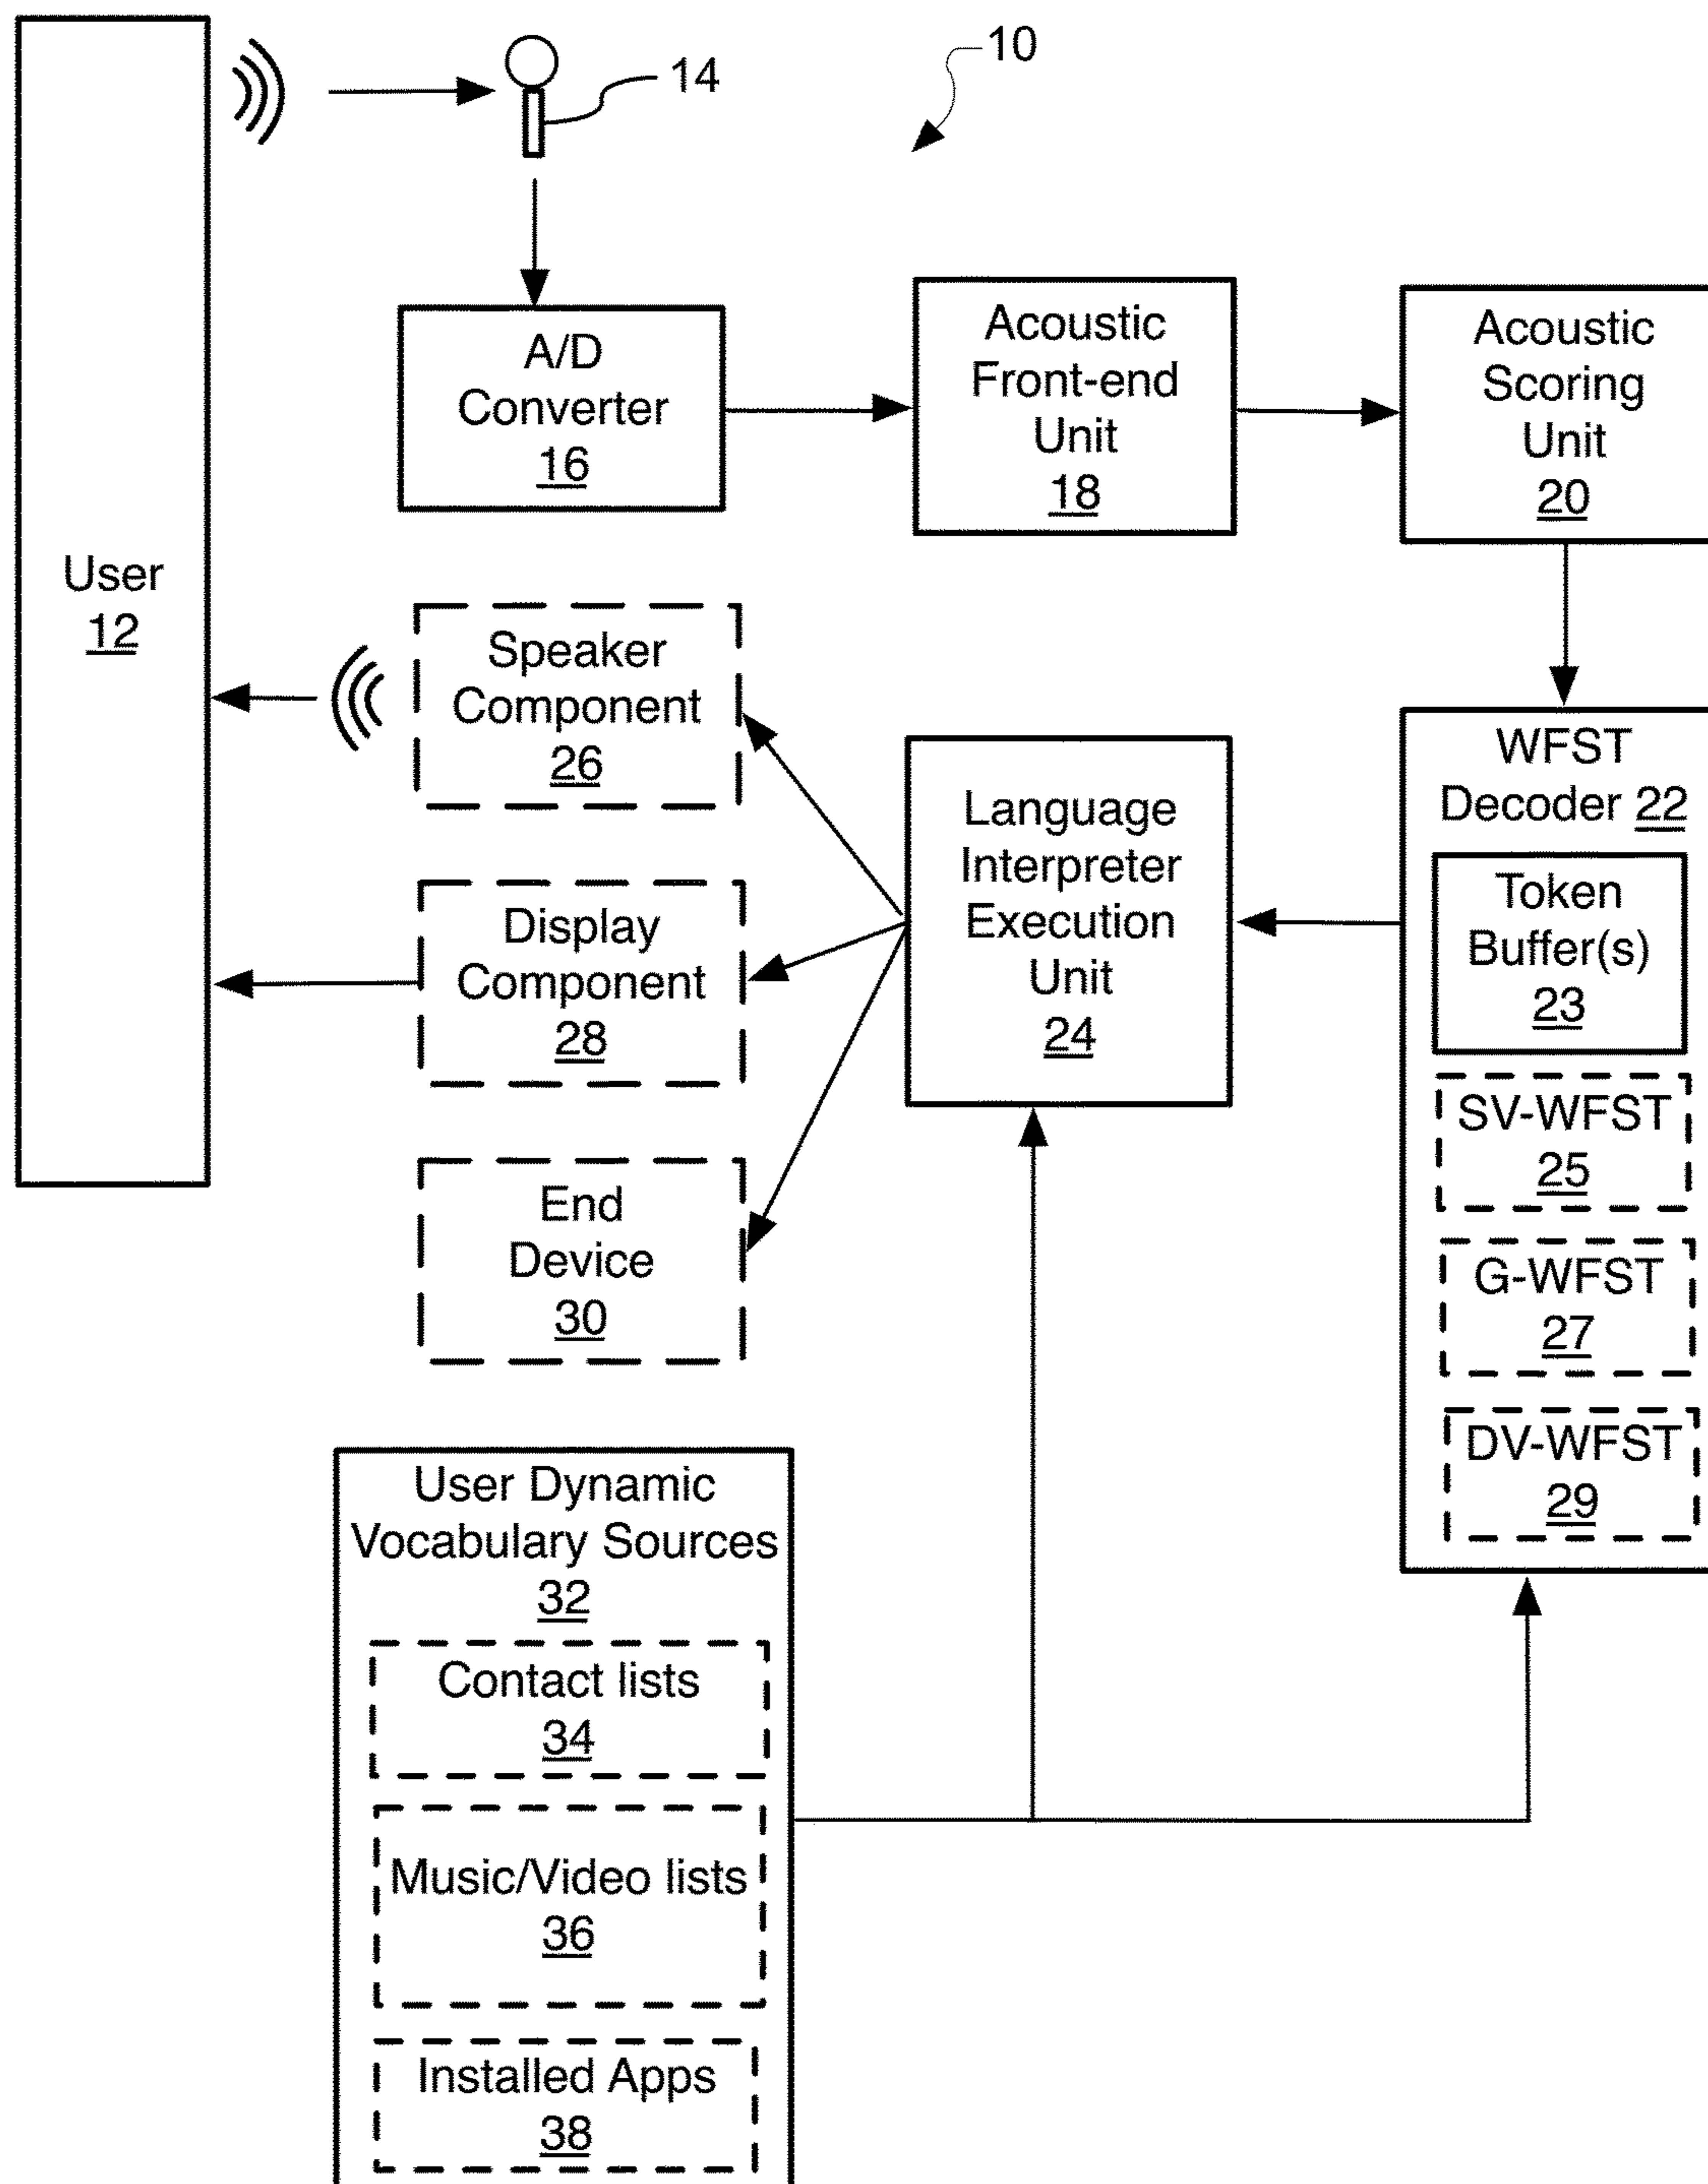 10
14
A/D
Converter
16
Acoustic
Front-end
Unit
18
Acoustic
Scoring
Unit
20
User
12
Speaker
Component
26
Display
Component
28
End
Device
30
Language
Interpreter
Execution
Unit
24
WFST
Decoder 22
Token
Buffer(s)
23
SV-WFST
25
G-WFST
27
DV-WFST
29
User Dynamic
Vocabulary Sources
32
Contact lists
34
Music/Video lists
36
Installed Apps
38